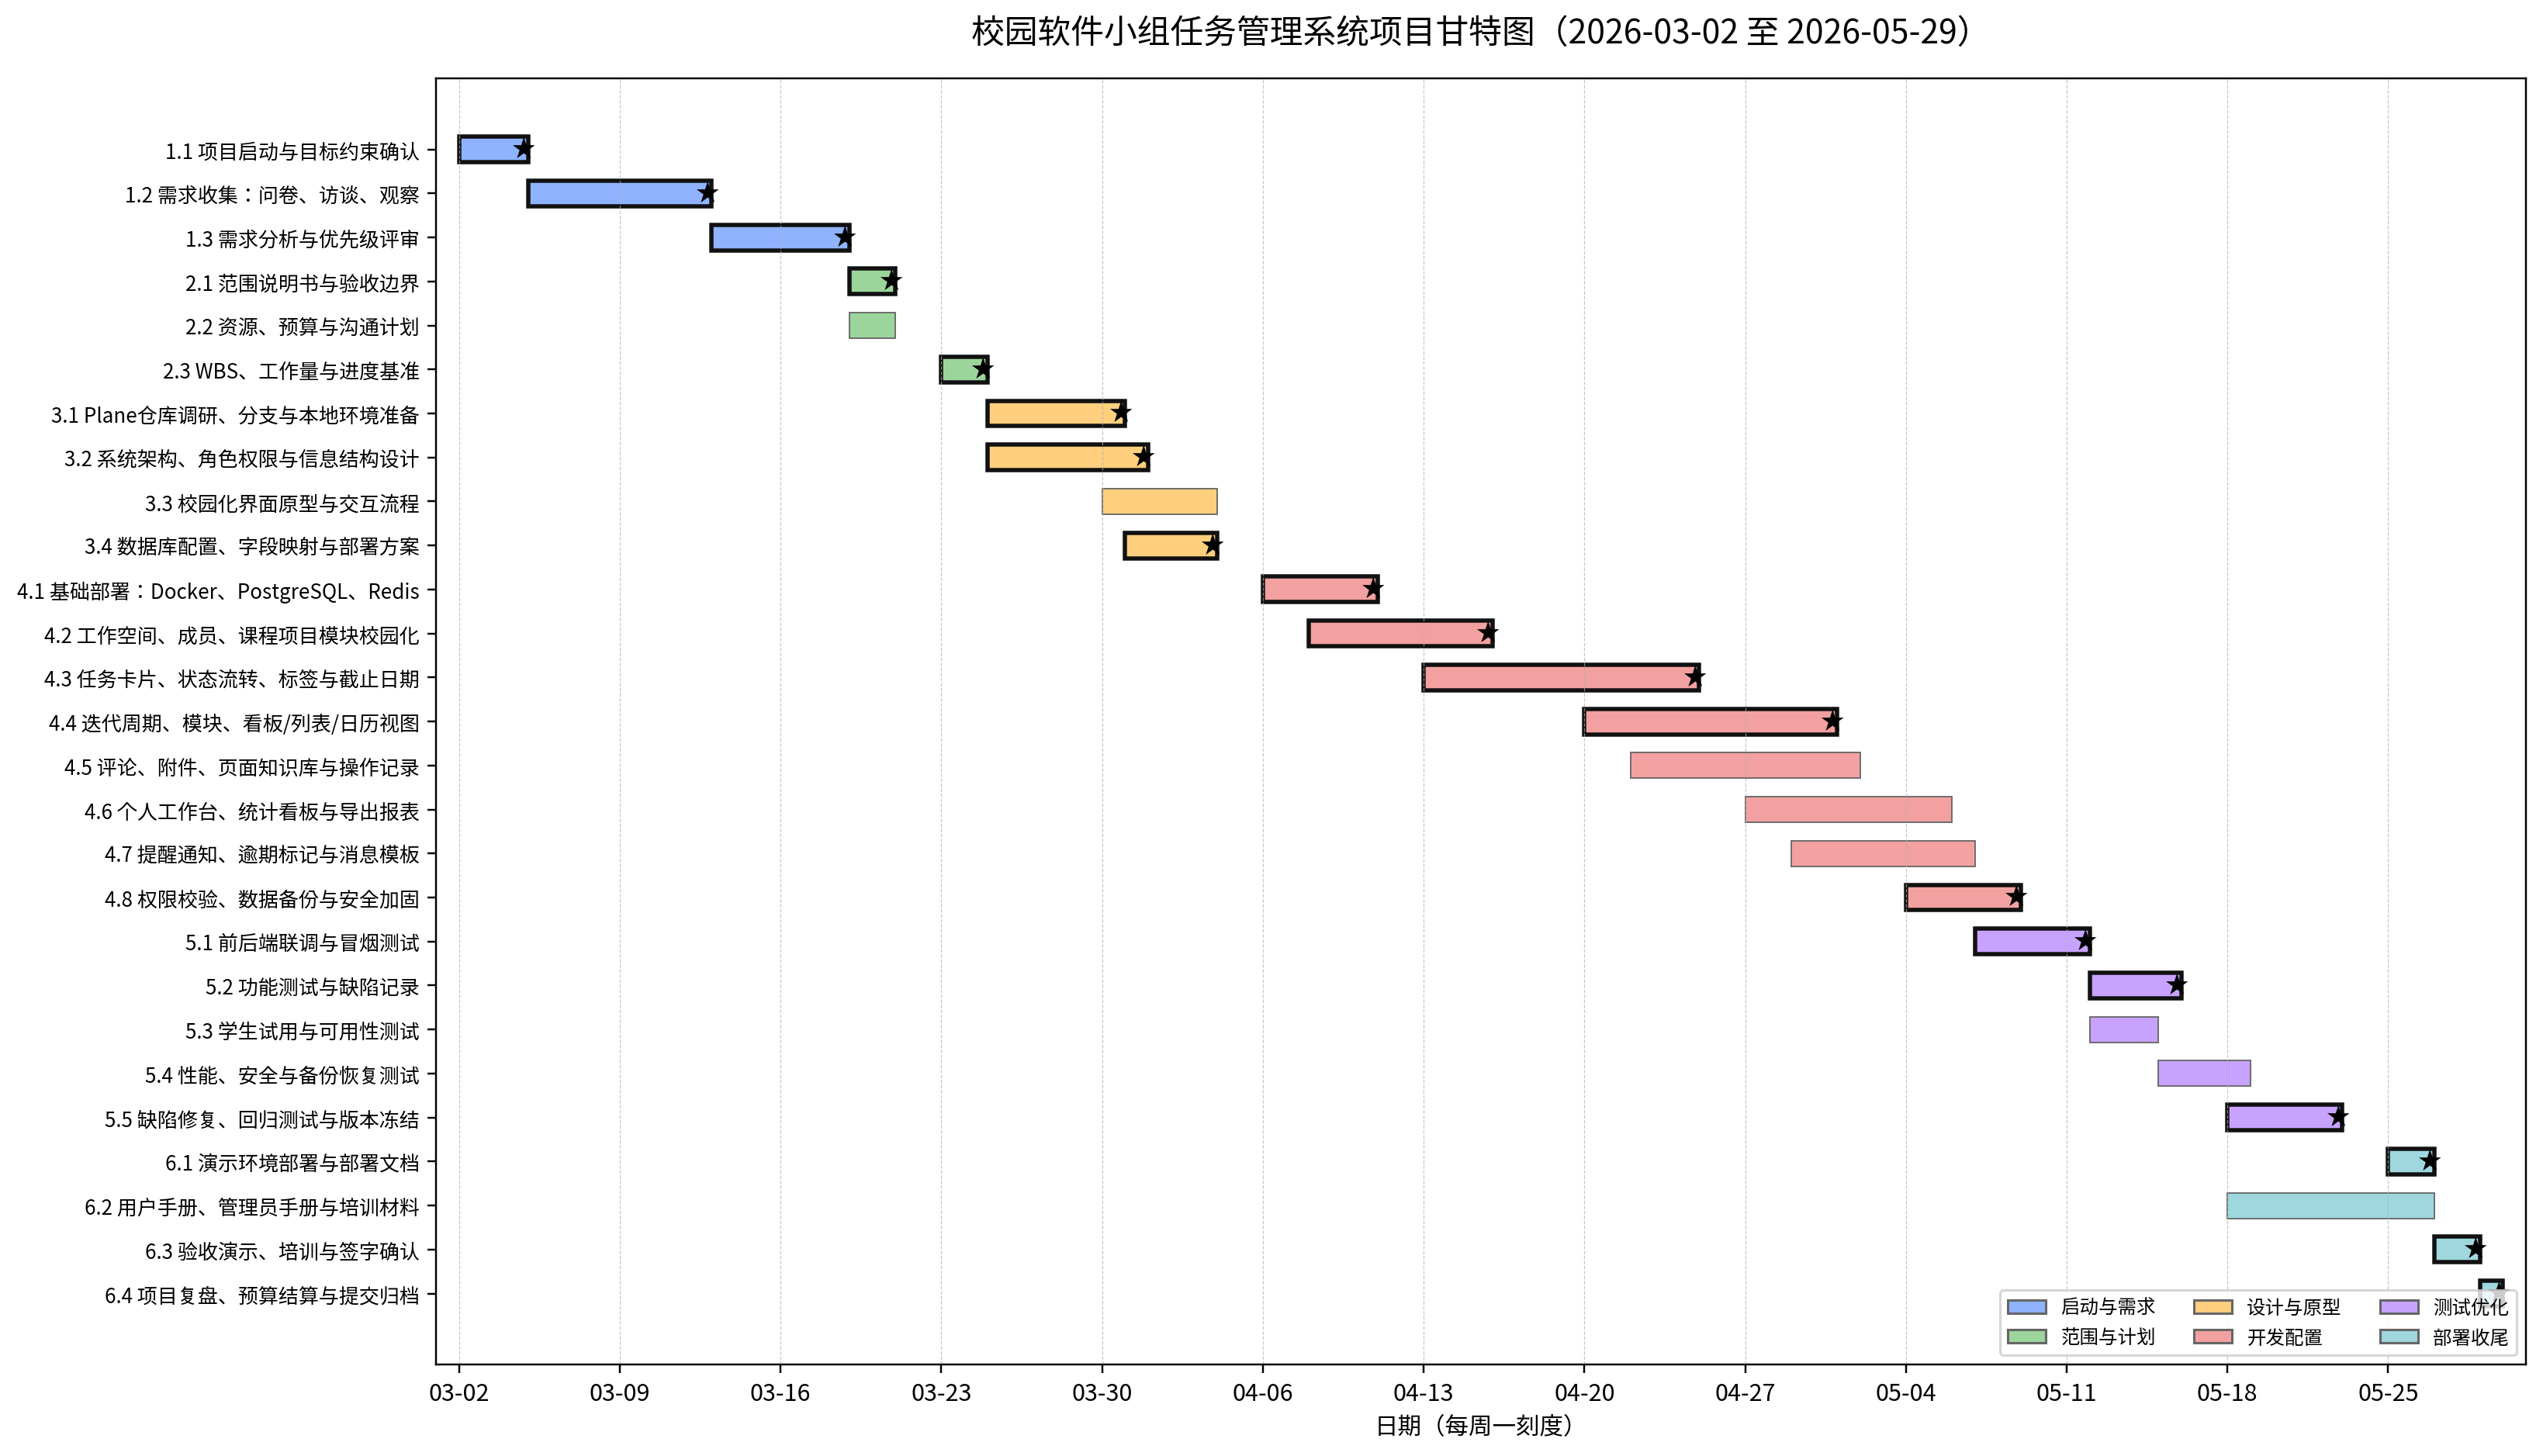 校园软件小组任务管理系统项目甘特图（2026-03-02 至 2026-05-29）
1.1 项目启动与目标约束确认
1.2 需求收集：问卷、访谈、观察
1.3 需求分析与优先级评审
2.1 范围说明书与验收边界
2.2 资源、预算与沟通计划
2.3 WBS、工作量与进度基准
3.1 Plane仓库调研、分支与本地环境准备
3.2 系统架构、角色权限与信息结构设计
3.3 校园化界面原型与交互流程
3.4 数据库配置、字段映射与部署方案
4.1 基础部署：Docker、PostgreSQL、Redis
4.2 工作空间、成员、课程项目模块校园化
4.3 任务卡片、状态流转、标签与截止日期
4.4 迭代周期、模块、看板/列表/日历视图
4.5 评论、附件、页面知识库与操作记录
4.6 个人工作台、统计看板与导出报表
4.7 提醒通知、逾期标记与消息模板
4.8 权限校验、数据备份与安全加固
5.1 前后端联调与冒烟测试
5.2 功能测试与缺陷记录
5.3 学生试用与可用性测试
5.4 性能、安全与备份恢复测试
5.5 缺陷修复、回归测试与版本冻结
6.1 演示环境部署与部署文档
6.2 用户手册、管理员手册与培训材料
6.3 验收演示、培训与签字确认
6.4 项目复盘、预算结算与提交归档
启动与需求 设计与原型 测试优化
范围与计划 开发配置 部署收尾
03-02 03-09 03-16 03-23 03-30 04-06 04-13 04-20 04-27 05-04 05-11 05-18 05-25
日期（每周一刻度）